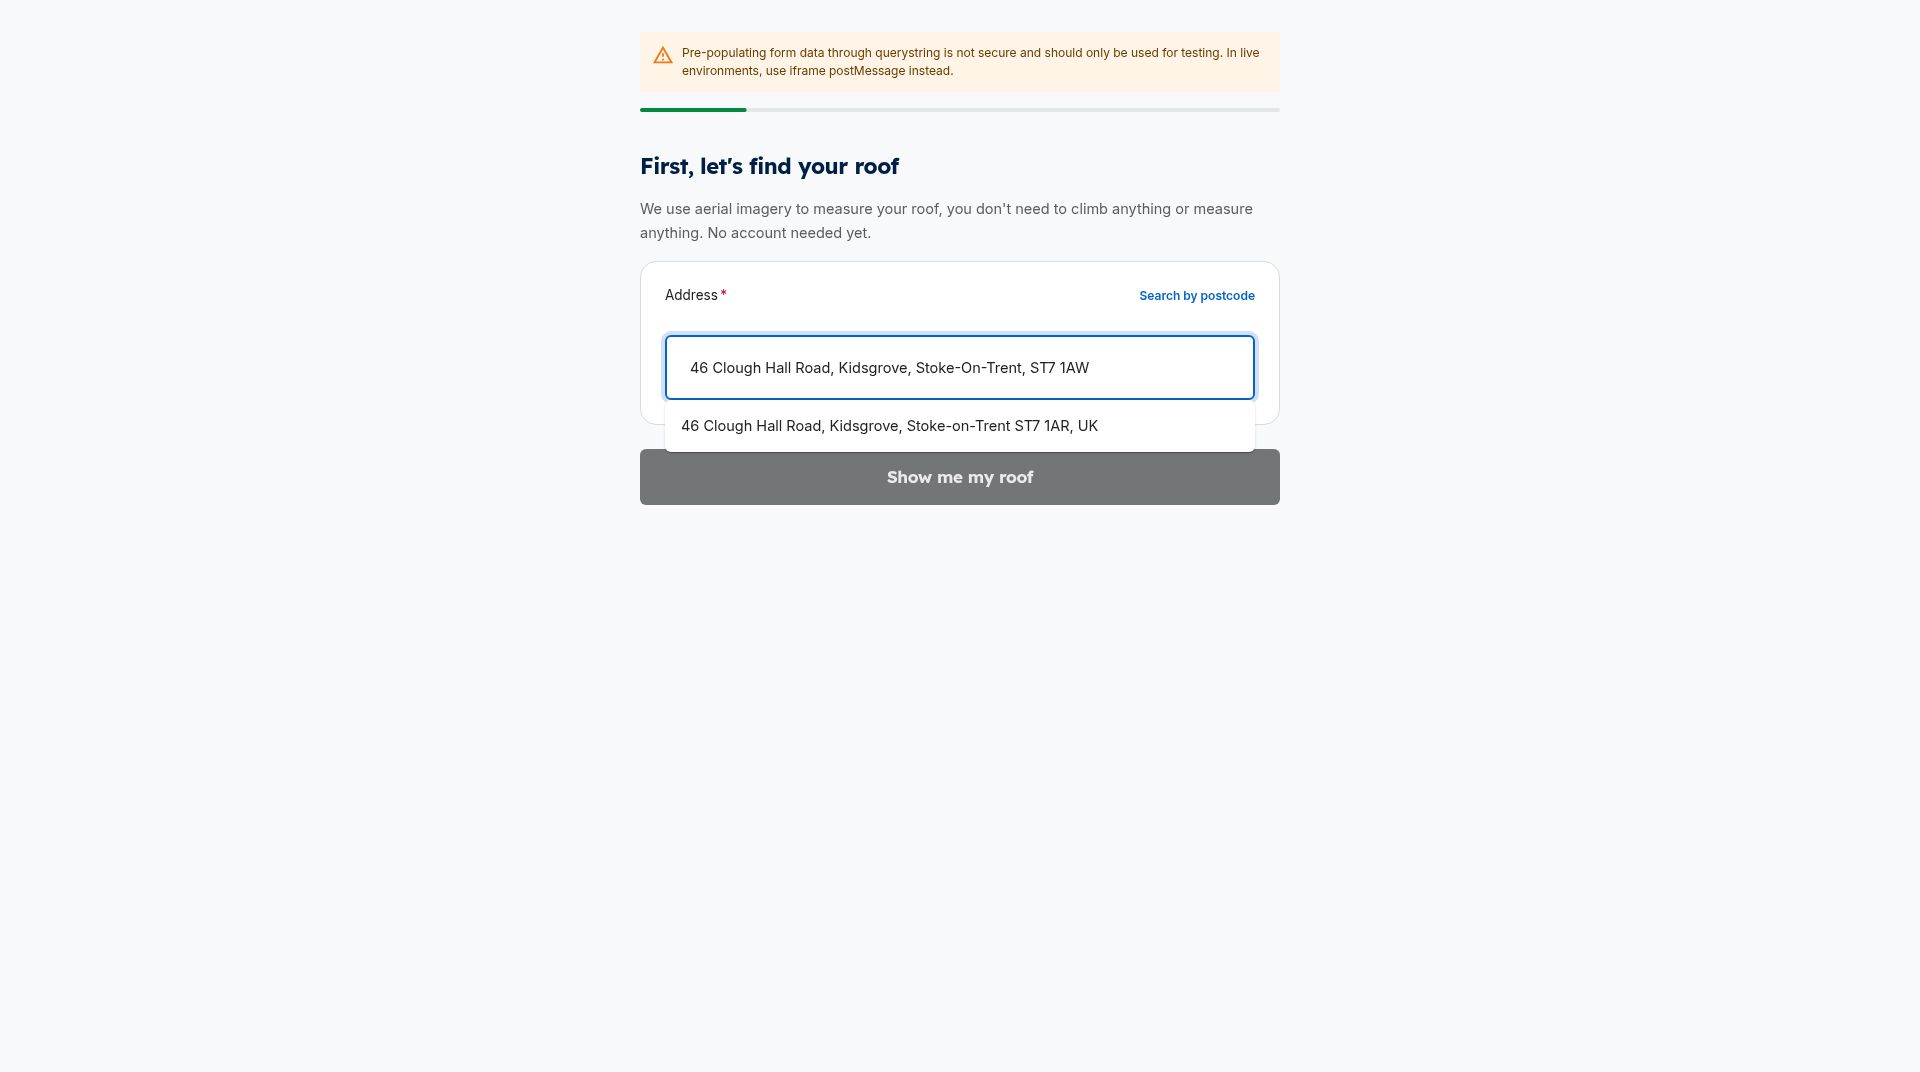 Pre-populating form data through querystring is not secure and should only be used for testing. In live
environments, use iframe postMessage instead.
First, let's find your roof
We use aerial imagery to measure your roof, you don't need to climb anything or measure
anything. No account needed yet.
Address*
Search by postcode
46 Clough Hall Road, Kidsgrove, Stoke-On-Trent, ST7 1AW
46 Clough Hall Road, Kidsgrove, Stoke-on-Trent ST7 1AR, UK
Show me my roof